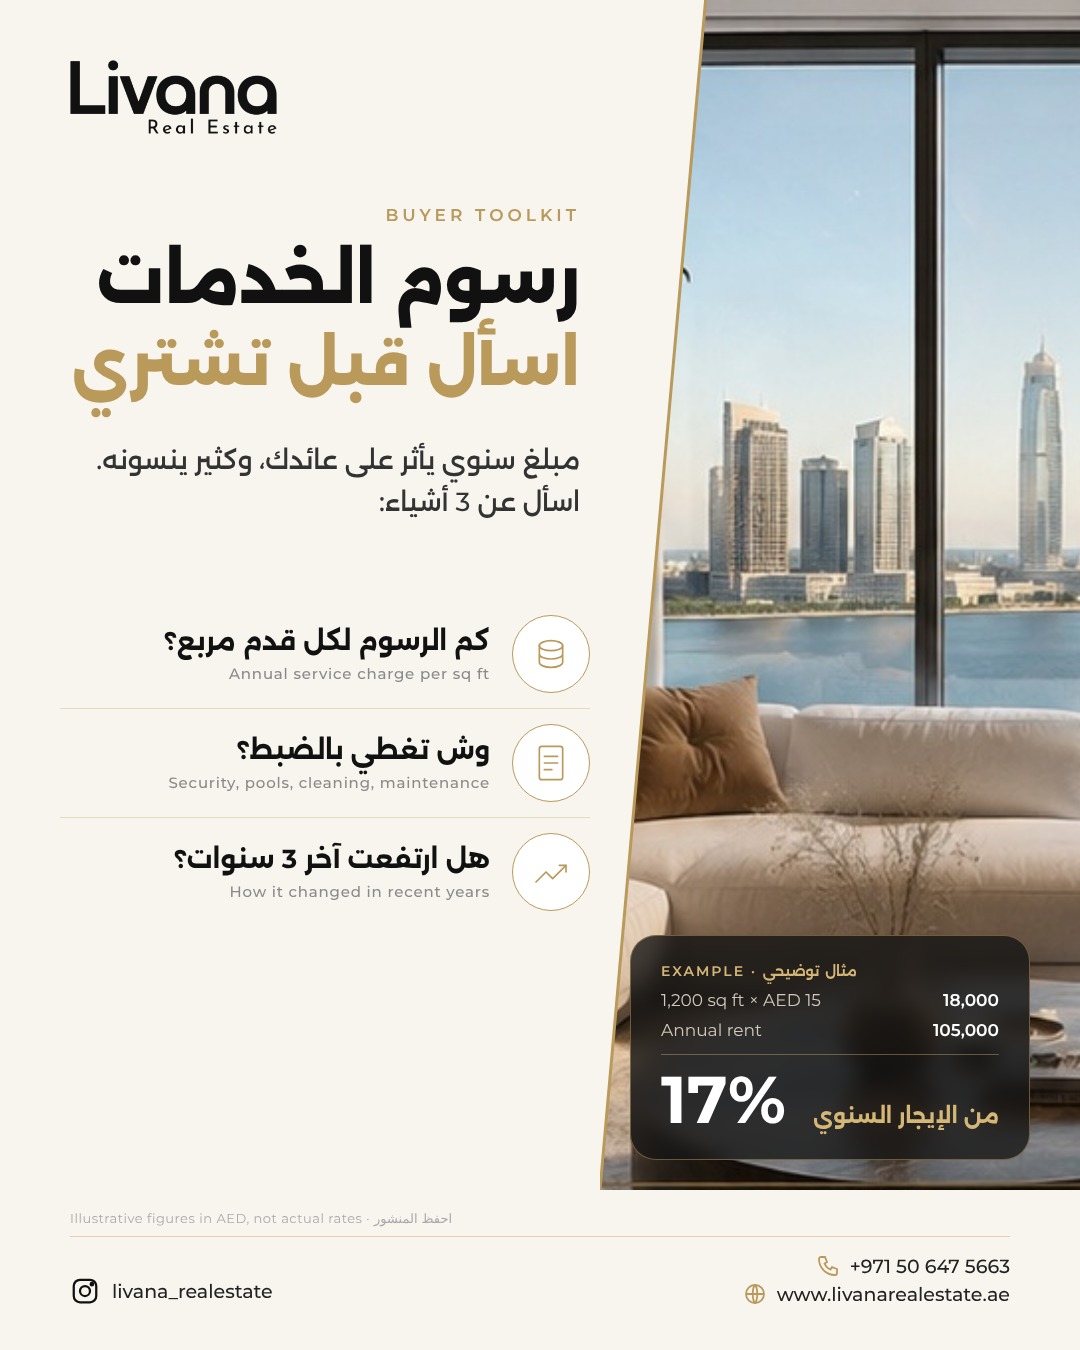 Livana
Real Estate
BUYER TOOLKIT
رسوم الخدمات
اسأل قبل تشتري
مبلغ سنوي يأثر على عائدك، وكثير ينسونه.
اسأل عن 3 أشياء:
كم الرسوم لكل قدم مربع؟
Annual service charge per sq ft
وش تغطي بالضبط؟
Security, pools, cleaning, maintenance
هل ارتفعت آخر 3 سنوات؟
How it changed in recent years
EXAMPLE · مثال توضيحي
1,200 sq ft × AED 15 18,000
Annual rent 105,000
17% من الإيجار السنوي
Illustrative figures in AED, not actual rates · احفظ المنشور
livana_realestate
+971 50 647 5663
www.livanarealestate.ae